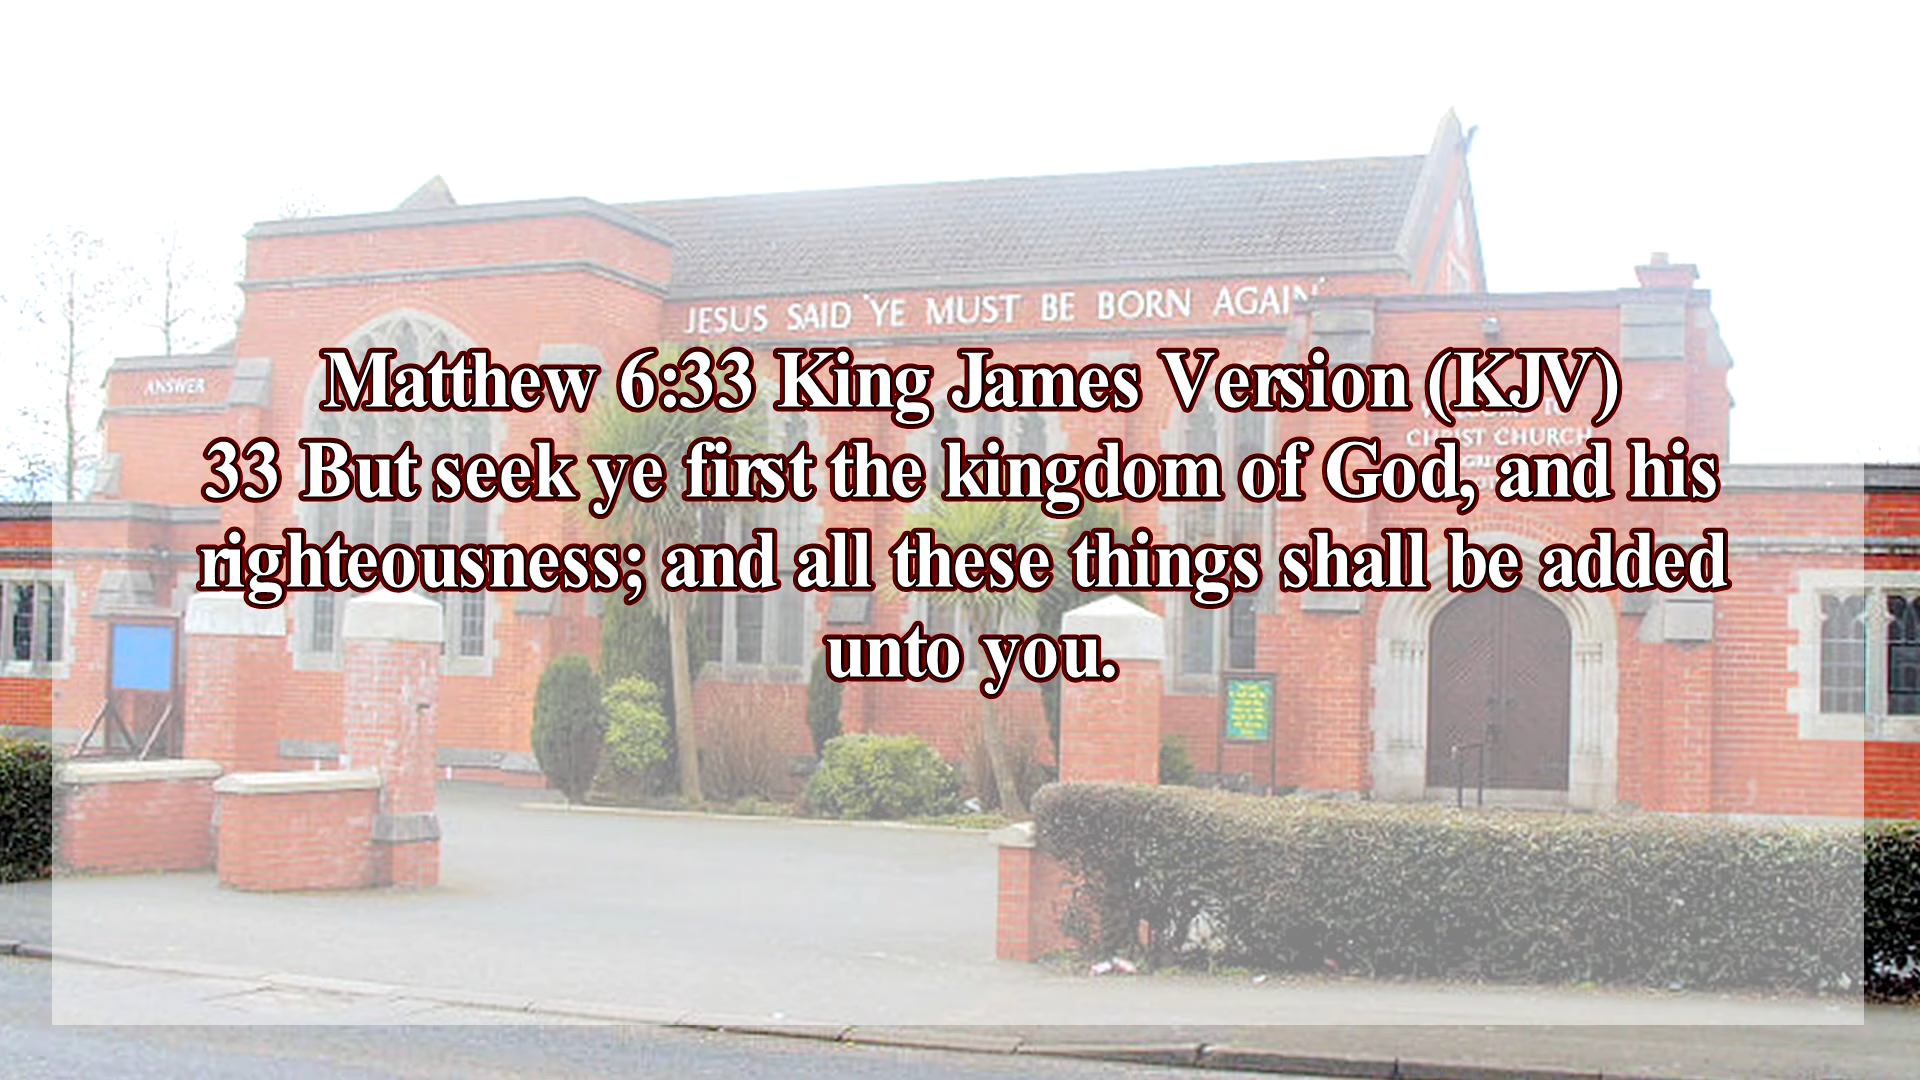 JESUS SAID 'YE MUST BE BORN AGAIN'
ANSWER
Matthew 6:33 King James Version (KJV)
33 But seek ye first the kingdom of God, and his
righteousness; and all these things shall be added
unto you.
CHRIST CHURCH